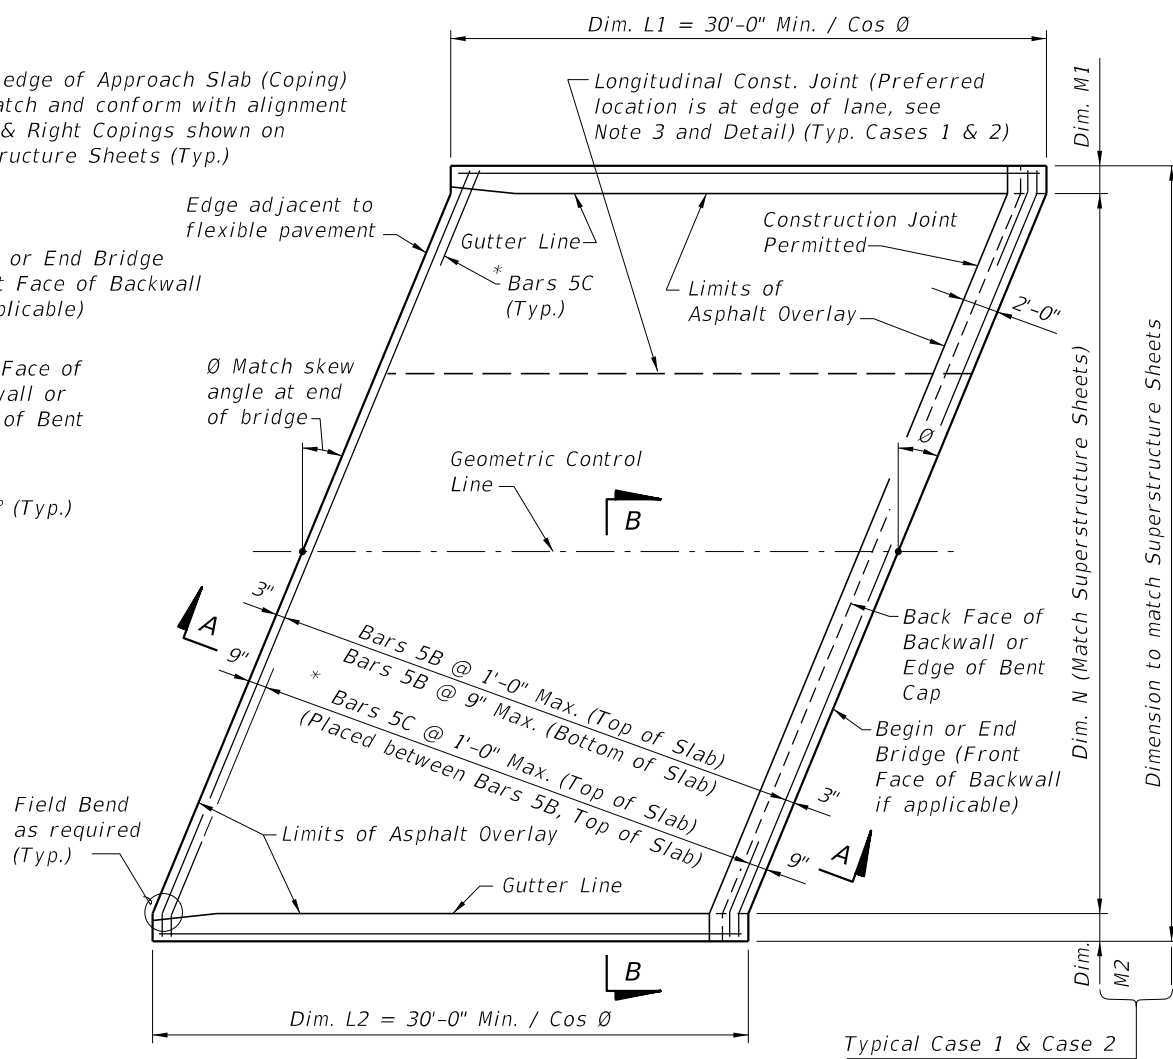 Dim. L1 = 30'-0" Min. / Cos Ø
edge of Approach Slab (Coping)
atch and conform with alignment
& Right Copings shown on
ructure Sheets (Typ.)
Longitudinal Const. Joint (Preferred
location is at edge of lane, see
Note 3 and Detail) (Typ. Cases 1 & 2)
Dim. M1
Edge adjacent to
flexible pavement
Gutter Line
Construction Joint
Permitted
or End Bridge
t Face of Backwall
plicable)
* Bars 5C
(Typ.)
Limits of
Asphalt Overlay
2'-0"
Face of
wall or
of Bent
Ø Match skew
angle at end
of bridge
Ø
Geometric Control
Line
° (Typ.)
B
Dim. N (Match Superstructure Sheets)
Dimension to match Superstructure Sheets
A
3"
9"
Bars 5B @ 1'-0" Max. (Top of Slab)
Bars 5B @ 9" Max. (Bottom of Slab)
* Bars 5C @ 1'-0" Max. (Top of Slab)
(Placed between Bars 5B, Top of Slab)
Back Face of
Backwall or
Edge of Bent
Cap
Begin or End
Bridge (Front
Face of Backwall
if applicable)
3"
9"
A
Field Bend
as required
(Typ.)
Limits of Asphalt Overlay
Gutter Line
B
Dim.
M2
Dim. L2 = 30'-0" Min. / Cos Ø
Typical Case 1 & Case 2